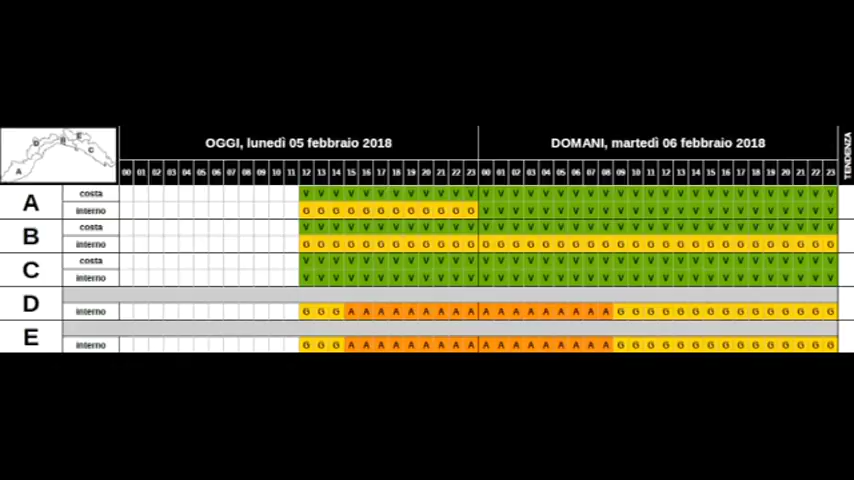 OGGI, lunedì 05 febbraio 2018 DOMANI, martedì 06 febbraio 2018 TENDENZA
00 01 02 03 04 05 06 07 08 09 10 11 12 13 14 15 16 17 18 19 20 21 22 23 00 01 02 03 04 05 06 07 08 09 10 11 12 13 14 15 16 17 18 19 20 21 22 23
D B E C A
A costa V V V V V V V V V V V V V V V V V V V V V V V V V V V V V V V V V V V V
interno G G G G G G G G G G G G V V V V V V V V V V V V V V V V V V V V V V V V
B costa V V V V V V V V V V V V V V V V V V V V V V V V V V V V V V V V V V V V
interno G G G G G G G G G G G G G G G G G G G G G G G G G G G G G G G G G G G G
C costa V V V V V V V V V V V V V V V V V V V V V V V V V V V V V V V V V V V V
interno V V V V V V V V V V V V V V V V V V V V V V V V V V V V V V V V V V V V
D interno G G G A A A A A A A A A A A A A A A A A A G G G G G G G G G G G G G G G
E interno G G G A A A A A A A A A A A A A A A A A A G G G G G G G G G G G G G G G